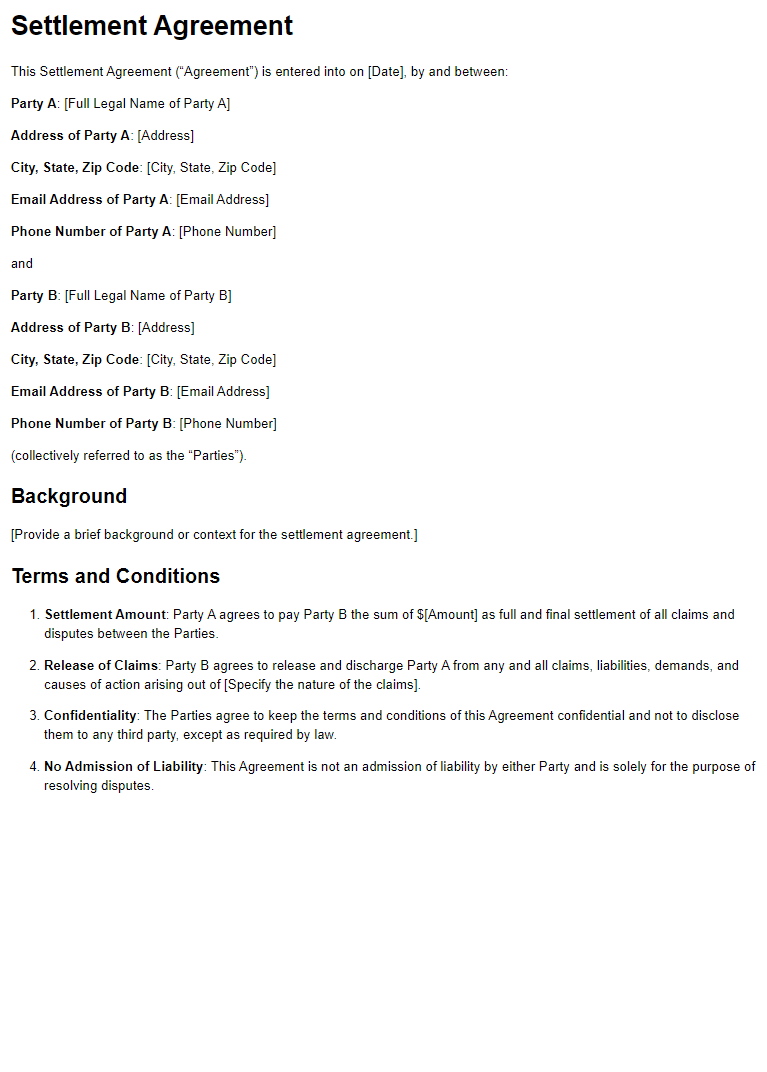 Settlement Agreement
This Settlement Agreement (“Agreement”) is entered into on [Date], by and between:
Party A: [Full Legal Name of Party A]
Address of Party A: [Address]
City, State, Zip Code: [City, State, Zip Code]
Email Address of Party A: [Email Address]
Phone Number of Party A: [Phone Number]
and
Party B: [Full Legal Name of Party B]
Address of Party B: [Address]
City, State, Zip Code: [City, State, Zip Code]
Email Address of Party B: [Email Address]
Phone Number of Party B: [Phone Number]
(collectively referred to as the “Parties”).
Background
[Provide a brief background or context for the settlement agreement.]
Terms and Conditions
1. Settlement Amount: Party A agrees to pay Party B the sum of $[Amount] as full and final settlement of all claims and
disputes between the Parties.
2. Release of Claims: Party B agrees to release and discharge Party A from any and all claims, liabilities, demands, and
causes of action arising out of [Specify the nature of the claims].
3. Confidentiality: The Parties agree to keep the terms and conditions of this Agreement confidential and not to disclose
them to any third party, except as required by law.
4. No Admission of Liability: This Agreement is not an admission of liability by either Party and is solely for the purpose of
resolving disputes.